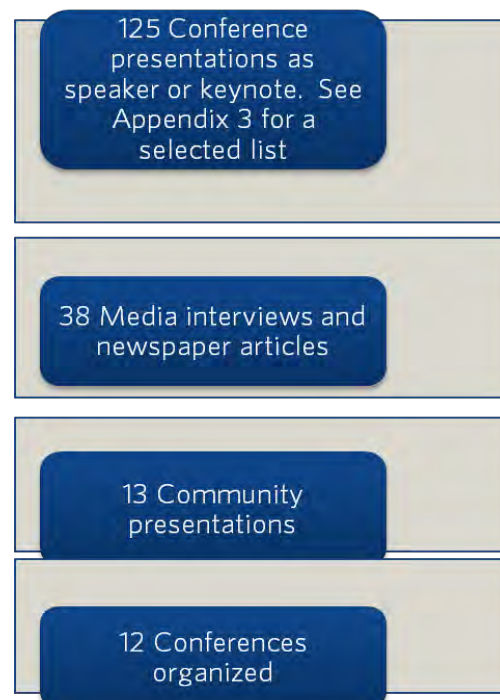 125 Conference
presentations as
speaker or keynote.  See
Appendix 3 for a
selected list
38 Media interviews and
newspaper articles
13 Community
presentations
12 Conferences
organized